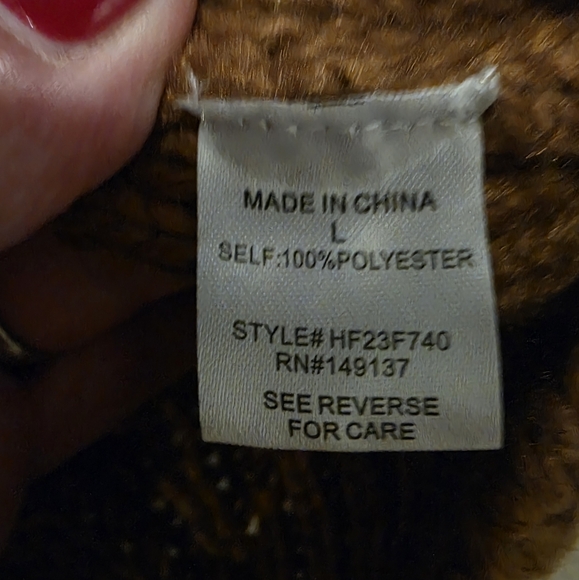 MADE IN CHINA
L
SELF:100%POLYESTER
STYLE# HF23F740
RN#149137
SEE REVERSE
FOR CARE